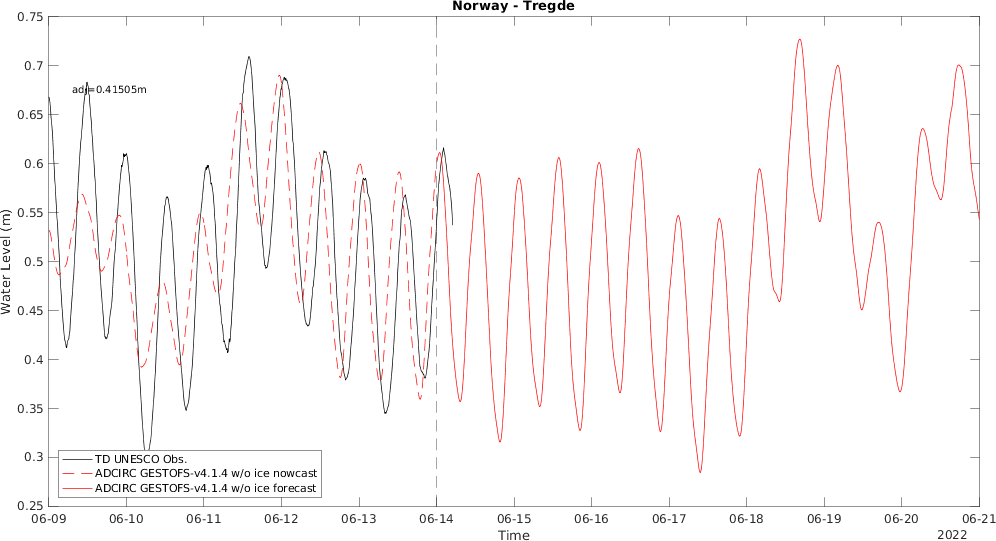 Norway - Tregde
0.75
0.7
0.65
0.6
0.55
0.5
0.45
0.4
0.35
0.3
0.25
Water Level (m)
adj=0.41505m
TD UNESCO Obs.
ADCIRC GESTOFS-v4.1.4 w/o ice nowcast
ADCIRC GESTOFS-v4.1.4 w/o ice forecast
06-09 06-10 06-11 06-12 06-13 06-14 06-15 06-16 06-17 06-18 06-19 06-20 06-21
Time
2022